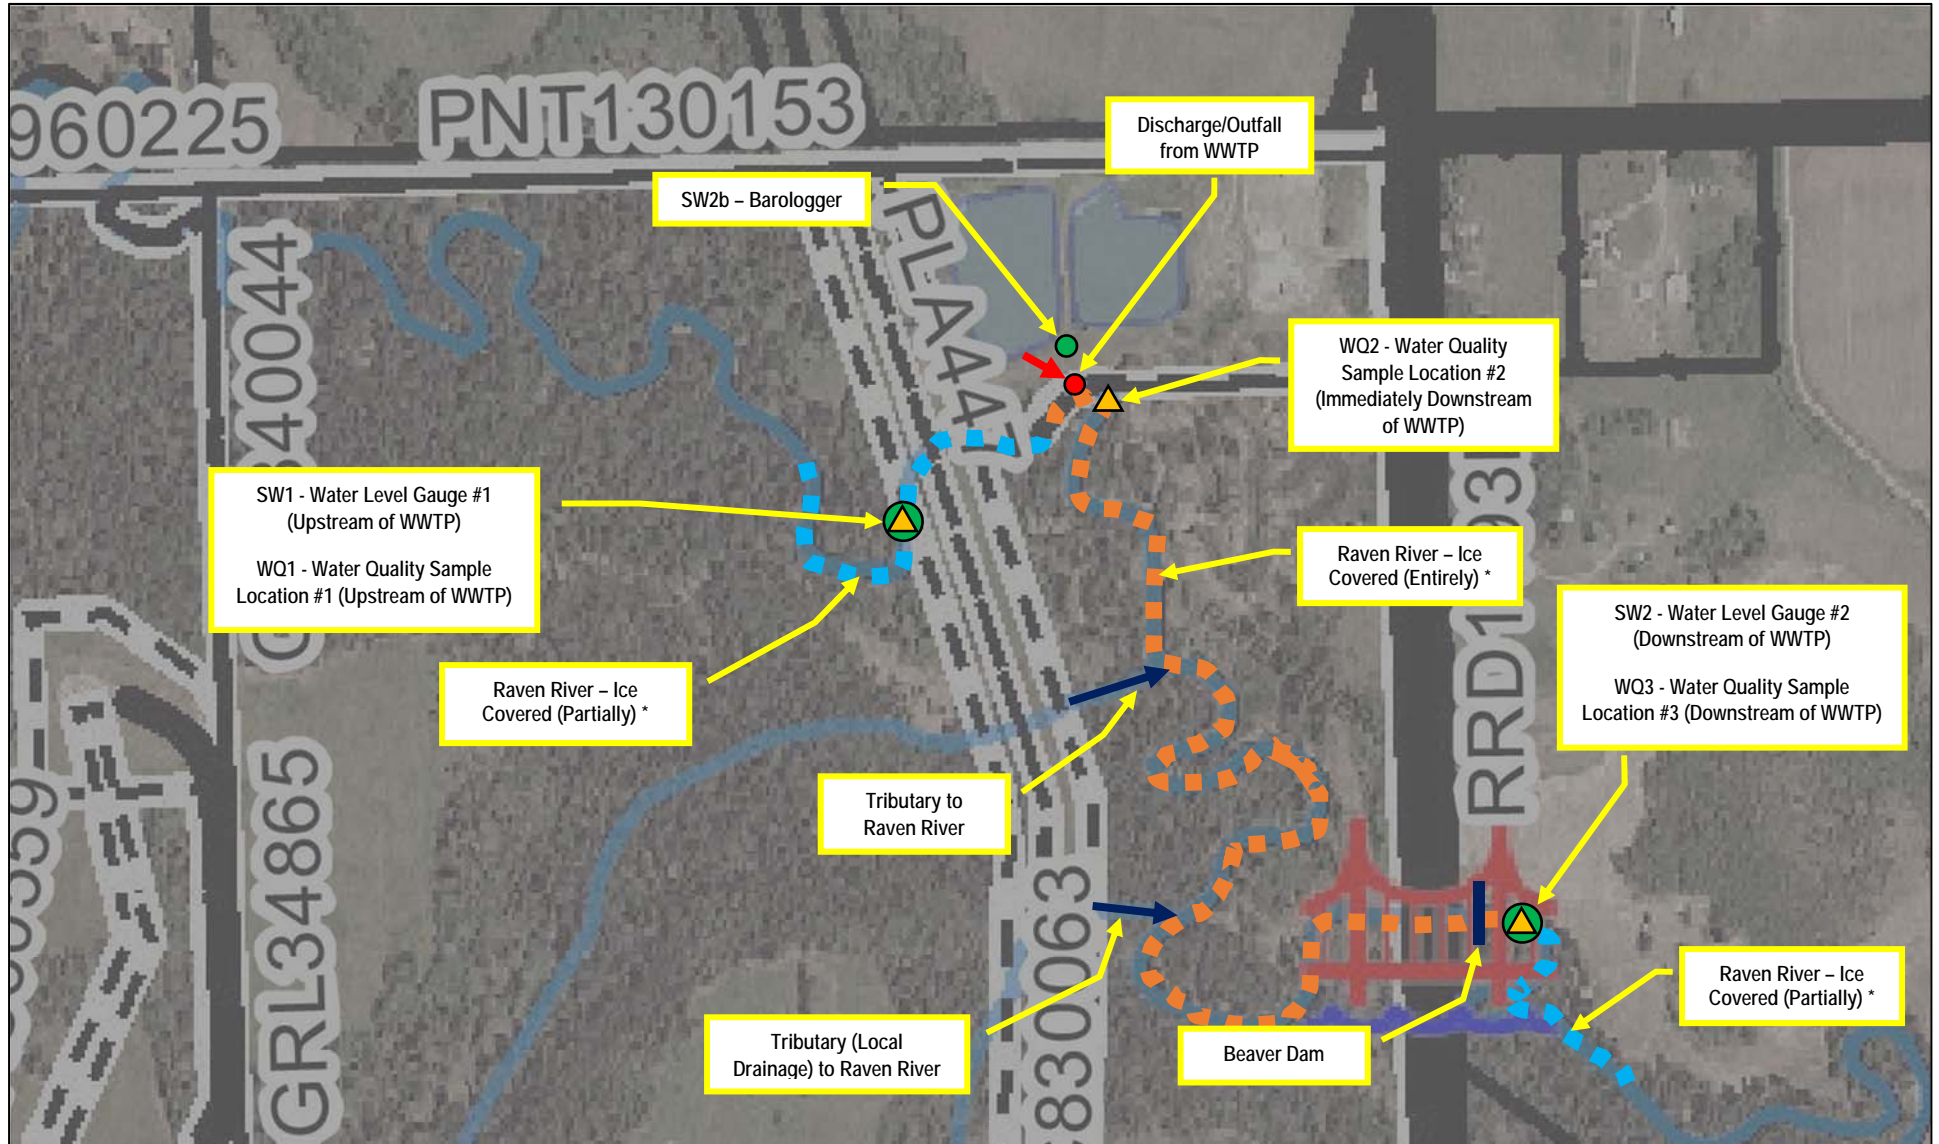 960225
PNT130153
Discharge/Outfall
from WWTP
SW2b – Barologger
PLA447
WQ2 - Water Quality
Sample Location #2
(Immediately Downstream
of WWTP)
SW1 - Water Level Gauge #1
(Upstream of WWTP)
WQ1 - Water Quality Sample
Location #1 (Upstream of WWTP)
Raven River – Ice
Covered (Entirely) *
SW2 - Water Level Gauge #2
(Downstream of WWTP)
WQ3 - Water Quality Sample
Location #3 (Downstream of WWTP)
Raven River – Ice
Covered (Partially) *
Tributary to
Raven River
GRL34865
830063
Raven River – Ice
Covered (Partially) *
Tributary (Local
Drainage) to Raven River
Beaver Dam